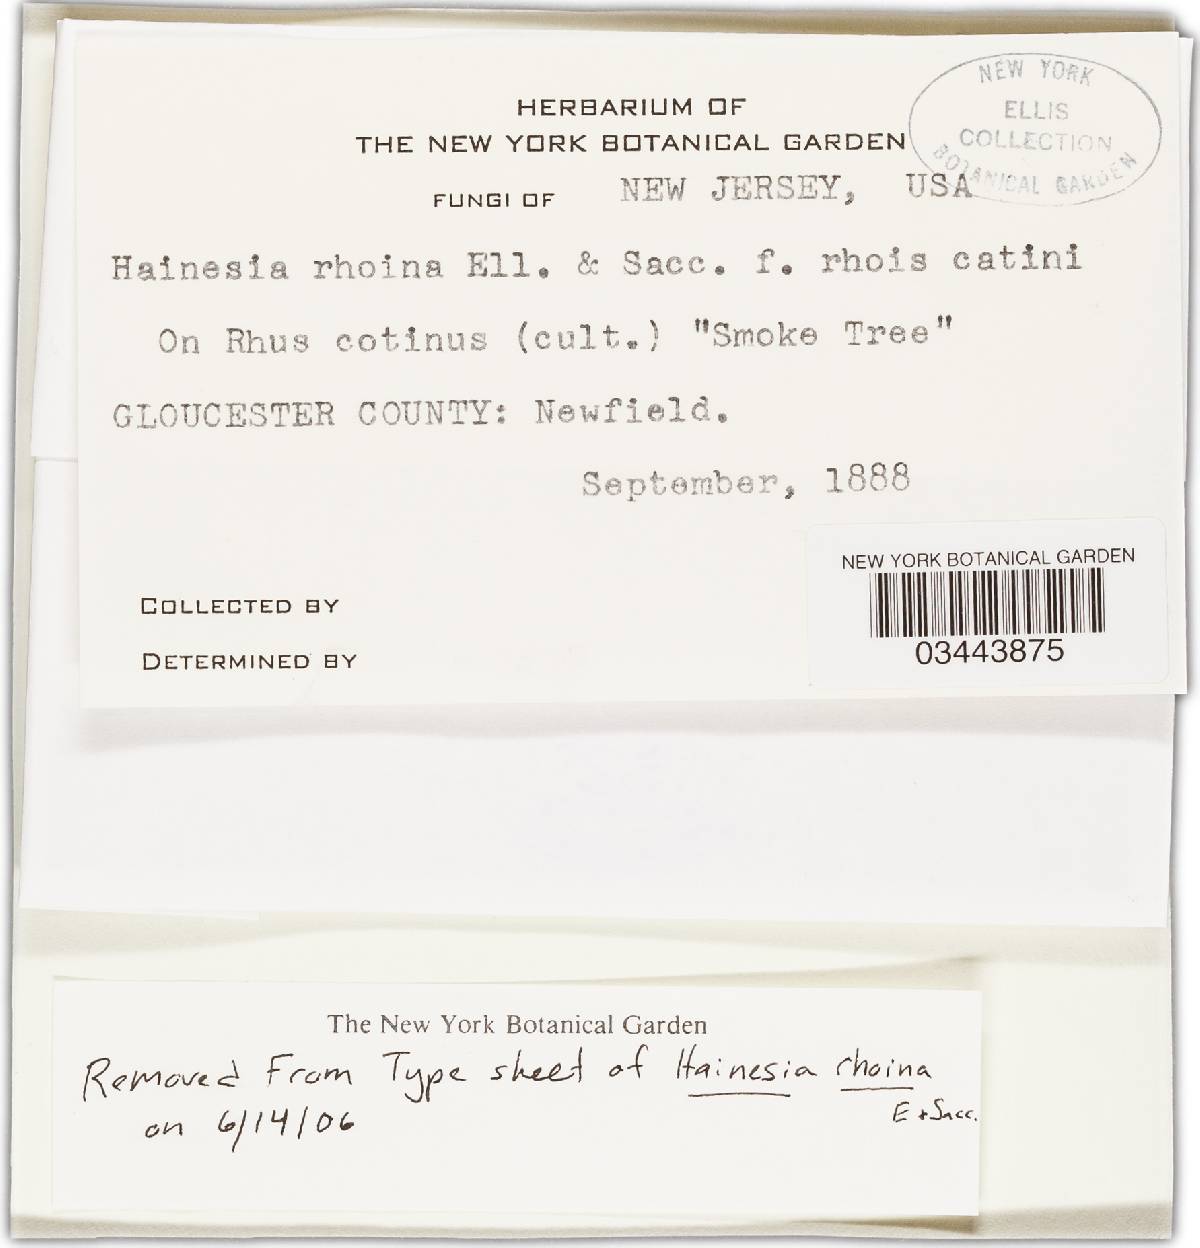 NEW YORK
ELLIS
COLLECTION
BOTANICAL GARDEN
HERBARIUM OF
THE NEW YORK BOTANICAL GARDEN
FUNGI OF NEW JERSEY, USA
Hainesia rhoina Ell. & Sacc. f. rhois catini
On Rhus cotinus (cult.) "Smoke Tree"
GLOUCESTER COUNTY: Newfield.
September, 1888
NEW YORK BOTANICAL GARDEN
03443875
COLLECTED BY
DETERMINED BY
The New York Botanical Garden
Removed From Type sheet of Hainesia rhoina
E + Sacc.
on 6/14/06